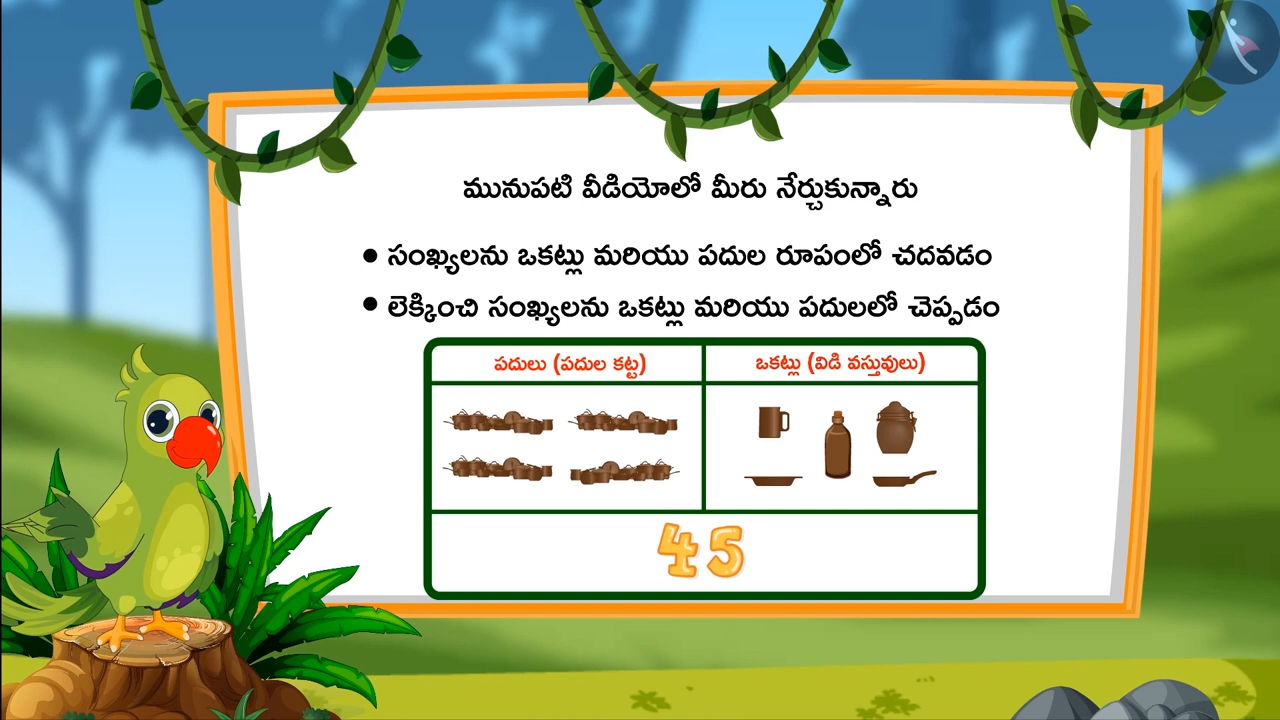 మునుపటి వీడియోలో మీరు నేర్చుకున్నారు
• సంఖ్యలను ఒకట్లు మరియు పదుల రూపంలో చదవడం
• లెక్కించి సంఖ్యలను ఒకట్లు మరియు పదులలో చెప్పడం
పదులు (పదుల కట్ట) ఒకట్లు (విడి వస్తువులు)
45